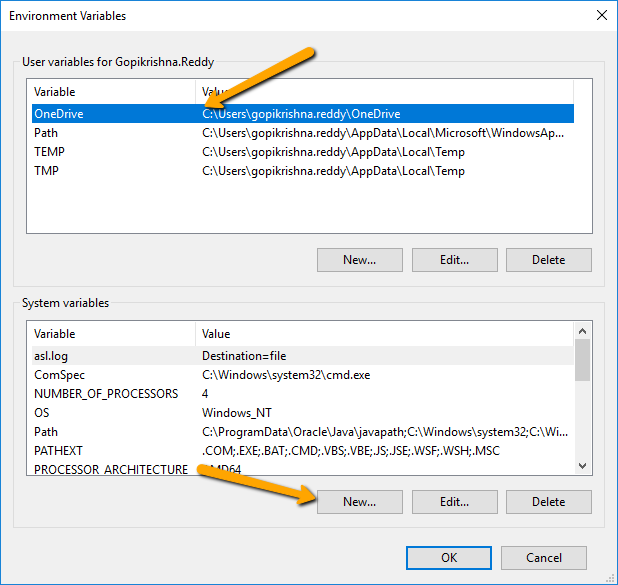 Environment Variables
User variables for Gopikrishna.Reddy
Variable Value
OneDrive C:\Users\gopikrishna.reddy\OneDrive
Path C:\Users\gopikrishna.reddy\AppData\Local\Microsoft\WindowsAp...
TEMP C:\Users\gopikrishna.reddy\AppData\Local\Temp
TMP C:\Users\gopikrishna.reddy\AppData\Local\Temp
New... Edit... Delete
System variables
Variable Value
asl.log Destination=file
ComSpec C:\Windows\system32\cmd.exe
NUMBER_OF_PROCESSORS 4
OS Windows_NT
Path C:\ProgramData\Oracle\Java\javapath;C:\Windows\system32;C:\Wi...
PATHEXT .COM;.EXE;.BAT;.CMD;.VBS;.VBE;.JS;.JSE;.WSF;.WSH;.MSC
PROCESSOR_ARCHITECTURE AMD64
New... Edit... Delete
OK Cancel